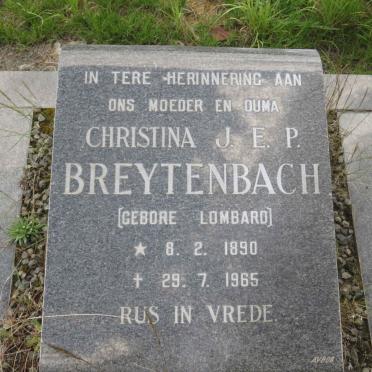 IN TERE HERINNERING AAN
ONS MOEDER EN OUMA
CHRISTINA J. E. P.
BREYTENBACH
(GEBORE LOMBARD)
★ 8. 2. 1890
✝ 29. 7. 1965
RUS IN VREDE.